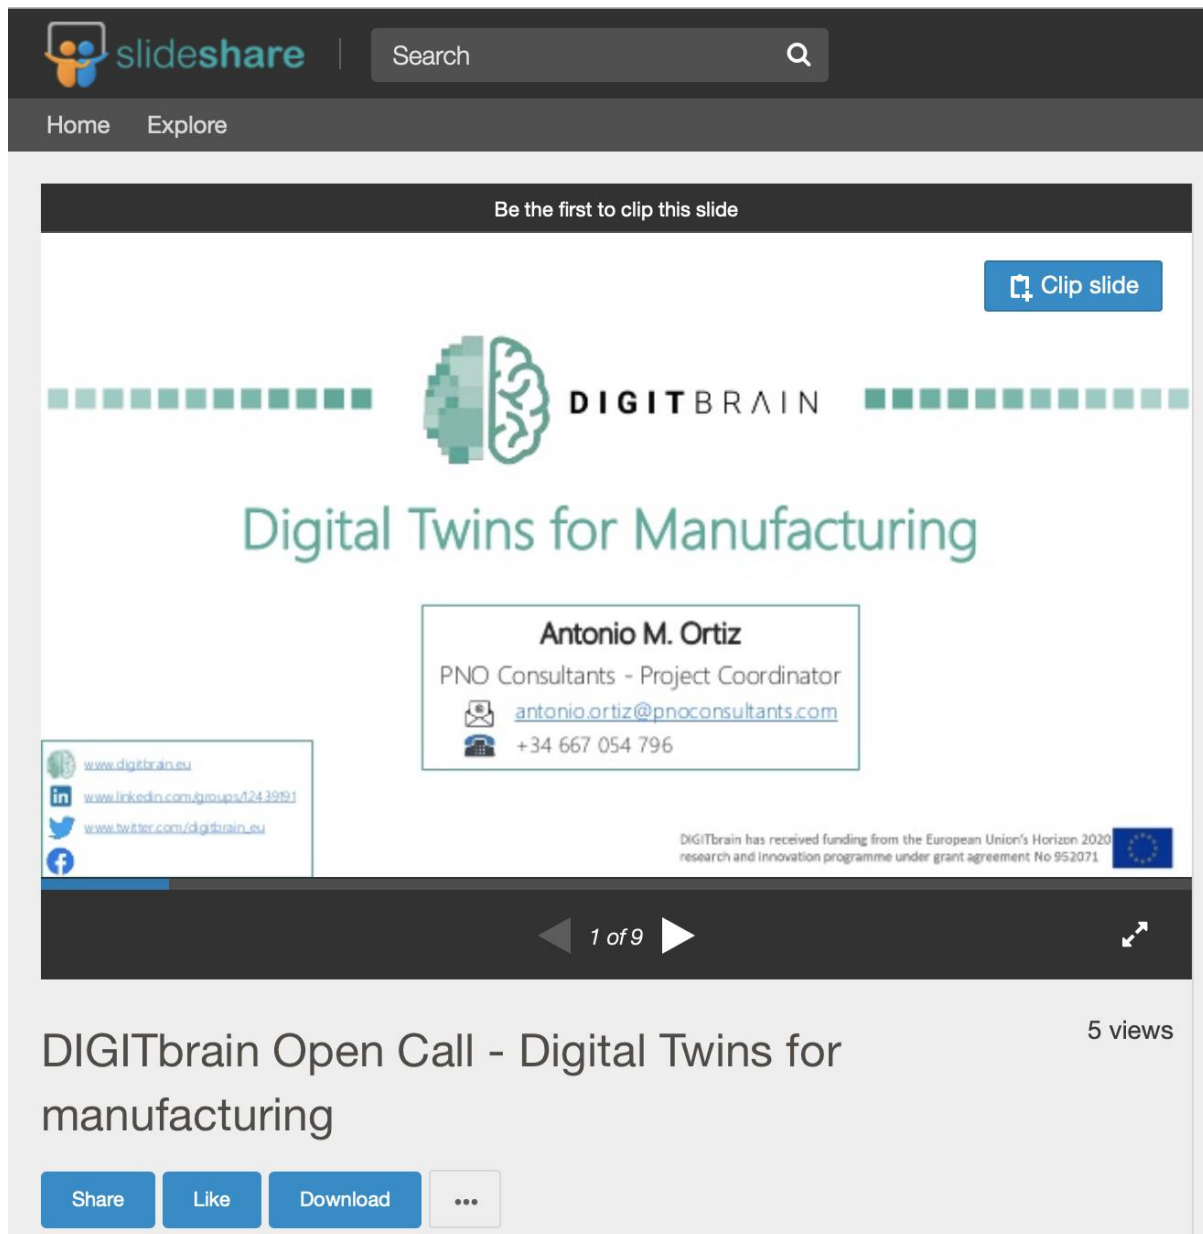 slideshare
Search
Home Explore
Be the first to clip this slide
Clip slide
DIGITBRAIN
Digital Twins for Manufacturing
Antonio M. Ortiz
PNO Consultants - Project Coordinator
antonio.ortiz@pnoconsultants.com
+34 667 054 796
www.digitbrain.eu
www.linkedin.com/groups/12439191
www.twitter.com/digitbrain_eu
DIGITbrain has received funding from the European Union's Horizon 2020
research and innovation programme under grant agreement No 952071
1 of 9
DIGITbrain Open Call - Digital Twins for
manufacturing
5 views
Share Like Download